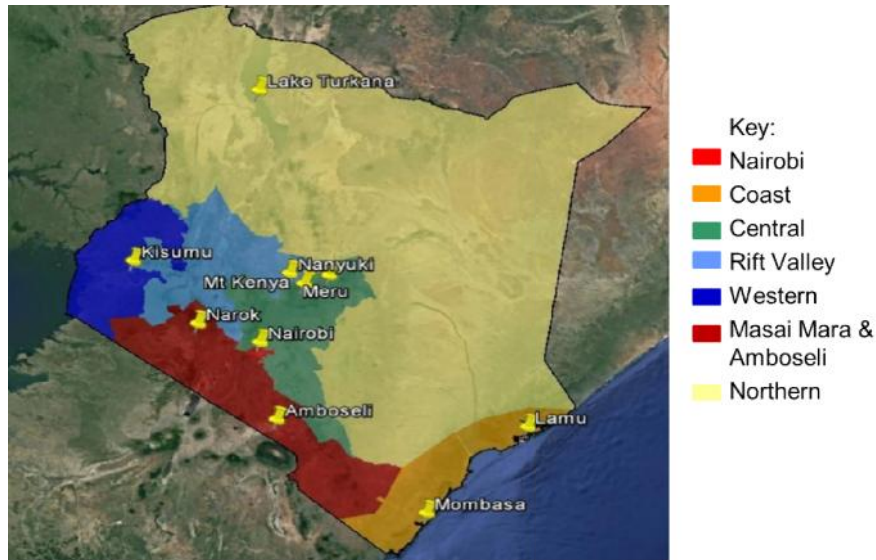 Lake Turkana
Kisumu
Nanyuki
Mt Kenya
Meru
Narok
Nairobi
Amboseli
Lamu
Mombasa
Key:
Nairobi
Coast
Central
Rift Valley
Western
Masai Mara &
Amboseli
Northern